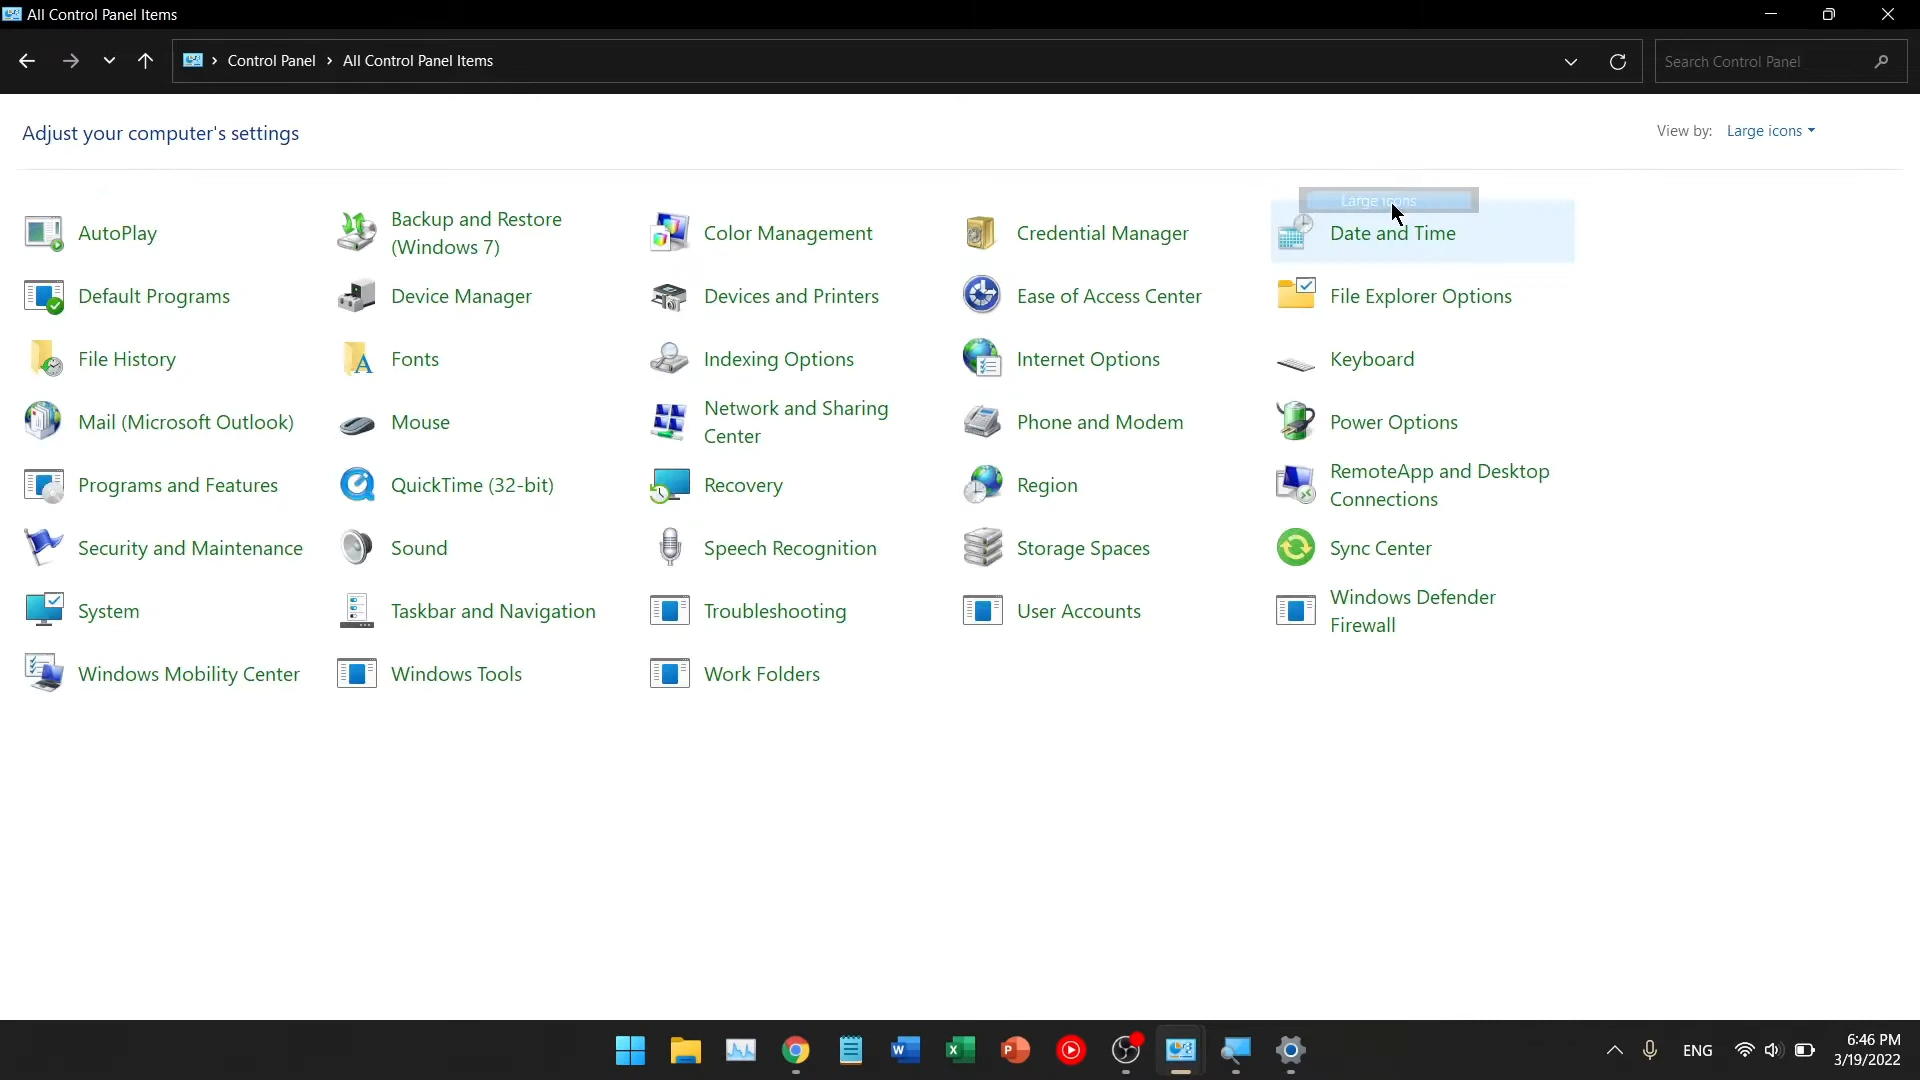 All Control Panel Items
Control Panel
All Control Panel Items
Search Control Panel
Adjust your computer's settings
View by: Large icons
Large icons
AutoPlay
Backup and Restore
(Windows 7)
Color Management
Credential Manager
Date and Time
Default Programs
Device Manager
Devices and Printers
Ease of Access Center
File Explorer Options
File History
Fonts
Indexing Options
Internet Options
Keyboard
Mail (Microsoft Outlook)
Mouse
Network and Sharing
Center
Phone and Modem
Power Options
Programs and Features
QuickTime (32-bit)
Recovery
Region
RemoteApp and Desktop
Connections
Security and Maintenance
Sound
Speech Recognition
Storage Spaces
Sync Center
System
Taskbar and Navigation
Troubleshooting
User Accounts
Windows Defender
Firewall
Windows Mobility Center
Windows Tools
Work Folders
ENG
6:46 PM
3/19/2022